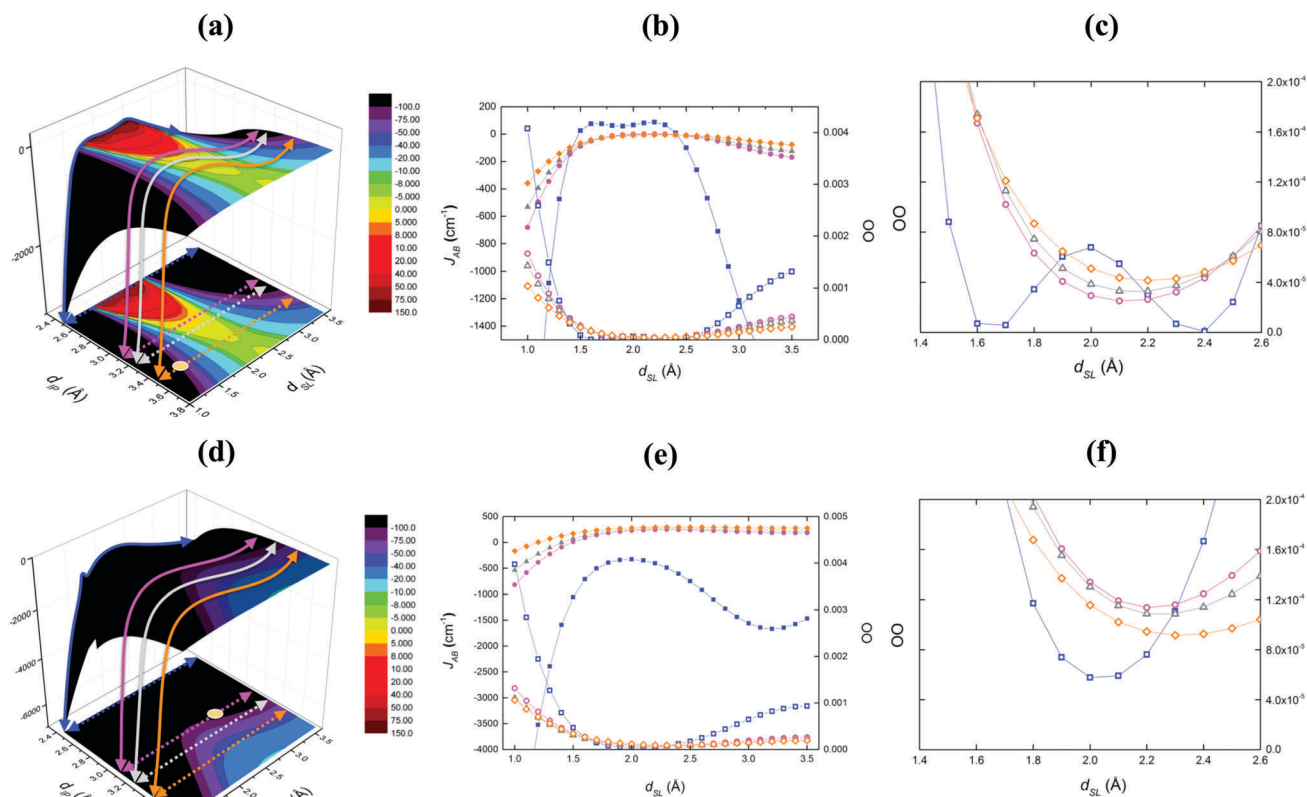 (a)
0
-2000
2.4
2.6
2.8
3.0
3.2
3.4
3.6
3.8
d_IP (Å)
1.0
1.5
2.0
2.5
3.0
3.5
d_SL (Å)
-100.0
-75.00
-50.00
-40.00
-20.00
-10.00
-8.000
-5.000
0.000
5.000
8.00
10.00
20.00
40.00
50.00
75.00
150.0
(b)
200
0
-200
-400
-600
-800
-1000
-1200
-1400
J_AB (cm⁻¹)
1.0 1.5 2.0 2.5 3.0 3.5
d_SL (Å)
0.004
0.003
0.002
0.001
0.000
OO
(c)
OO
1.4 1.6 1.8 2.0 2.2 2.4 2.6
d_SL (Å)
2.0x10⁻⁴
1.6x10⁻⁴
1.2x10⁻⁴
8.0x10⁻⁵
4.0x10⁻⁵
0.0
(d)
0
-2000
-4000
-6000
2.4
2.6
2.8
3.0
3.2
2.0
2.5
3.0
3.5
-100.0
-75.00
-50.00
-40.00
-20.00
-10.00
-8.000
-5.000
0.000
5.000
8.00
10.00
20.00
40.00
50.00
75.00
150.0
(e)
500
0
-500
-1000
-1500
-2000
-2500
-3000
-3500
-4000
J_AB (cm⁻¹)
1.0 1.5 2.0 2.5 3.0 3.5
d_SL (Å)
0.005
0.004
0.003
0.002
0.001
0.000
OO
(f)
OO
1.4 1.6 1.8 2.0 2.2 2.4 2.6
d_SL (Å)
2.0x10⁻⁴
1.6x10⁻⁴
1.2x10⁻⁴
8.0x10⁻⁵
4.0x10⁻⁵
0.0